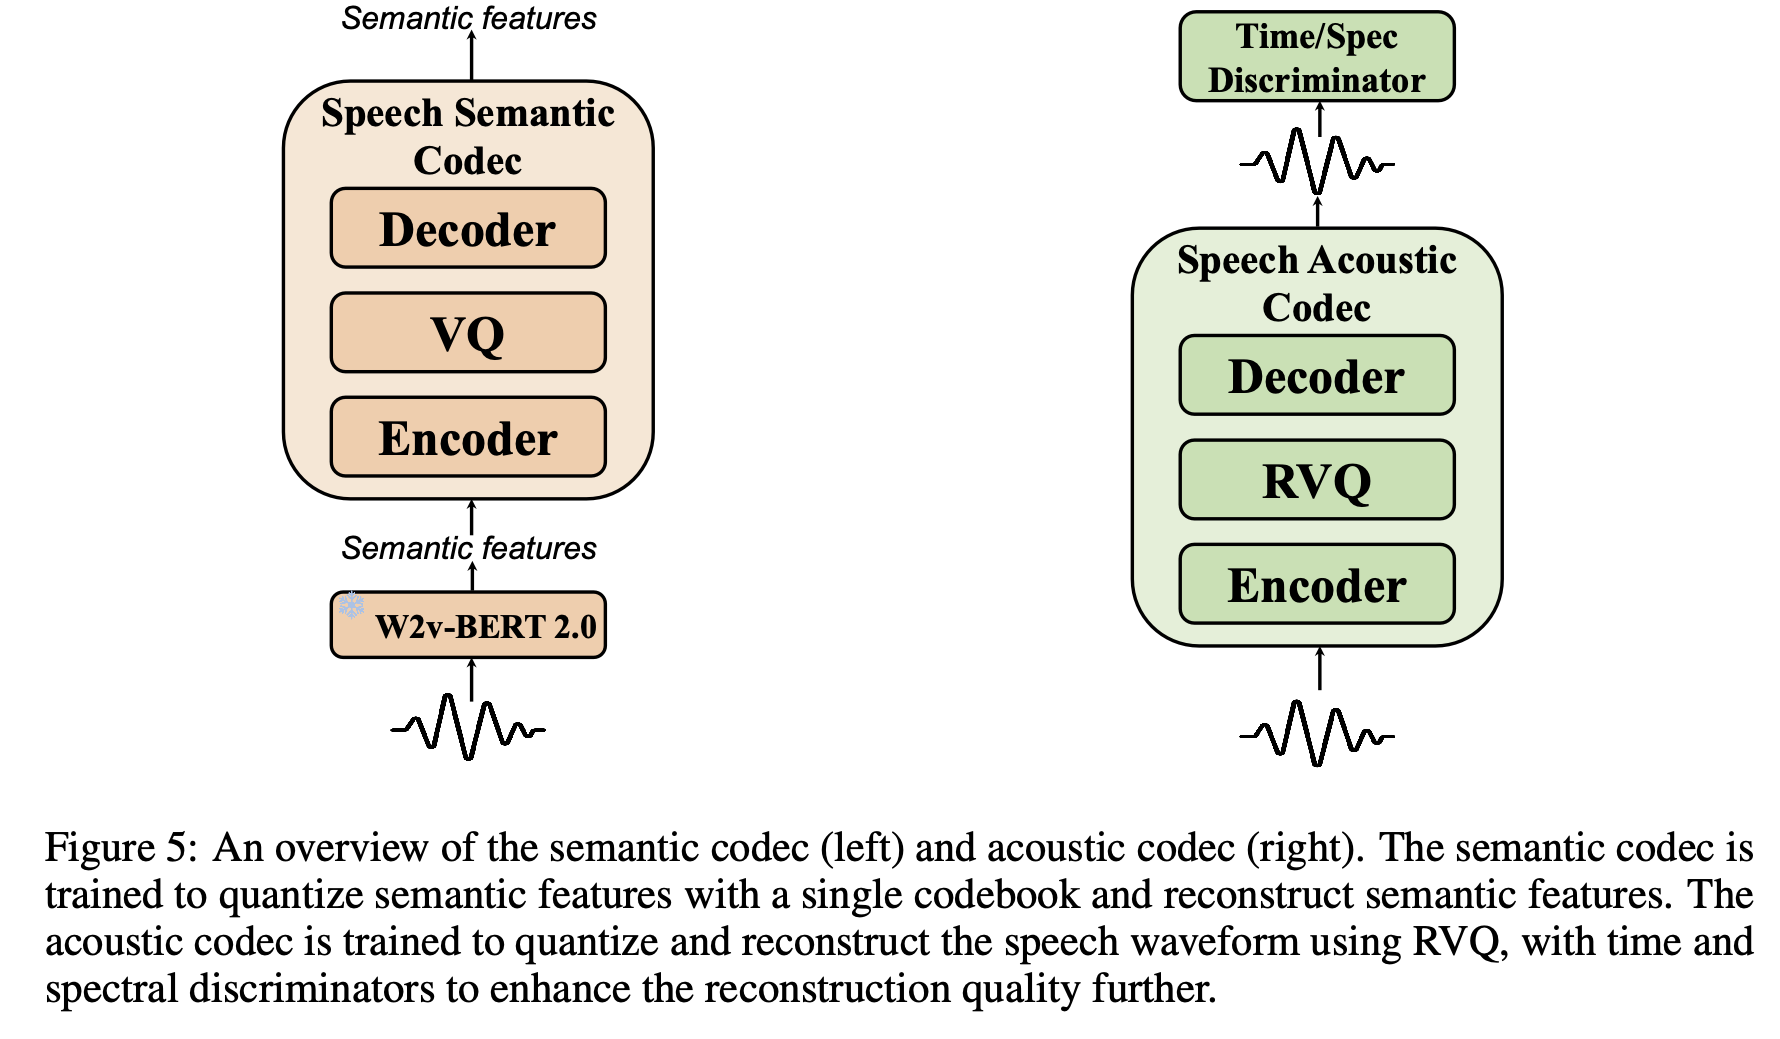 Semantic features
Speech Semantic
Codec
Decoder
VQ
Encoder
Semantic features
W2v-BERT 2.0
Time/Spec
Discriminator
Speech Acoustic
Codec
Decoder
RVQ
Encoder
Figure 5: An overview of the semantic codec (left) and acoustic codec (right). The semantic codec is
trained to quantize semantic features with a single codebook and reconstruct semantic features. The
acoustic codec is trained to quantize and reconstruct the speech waveform using RVQ, with time and
spectral discriminators to enhance the reconstruction quality further.